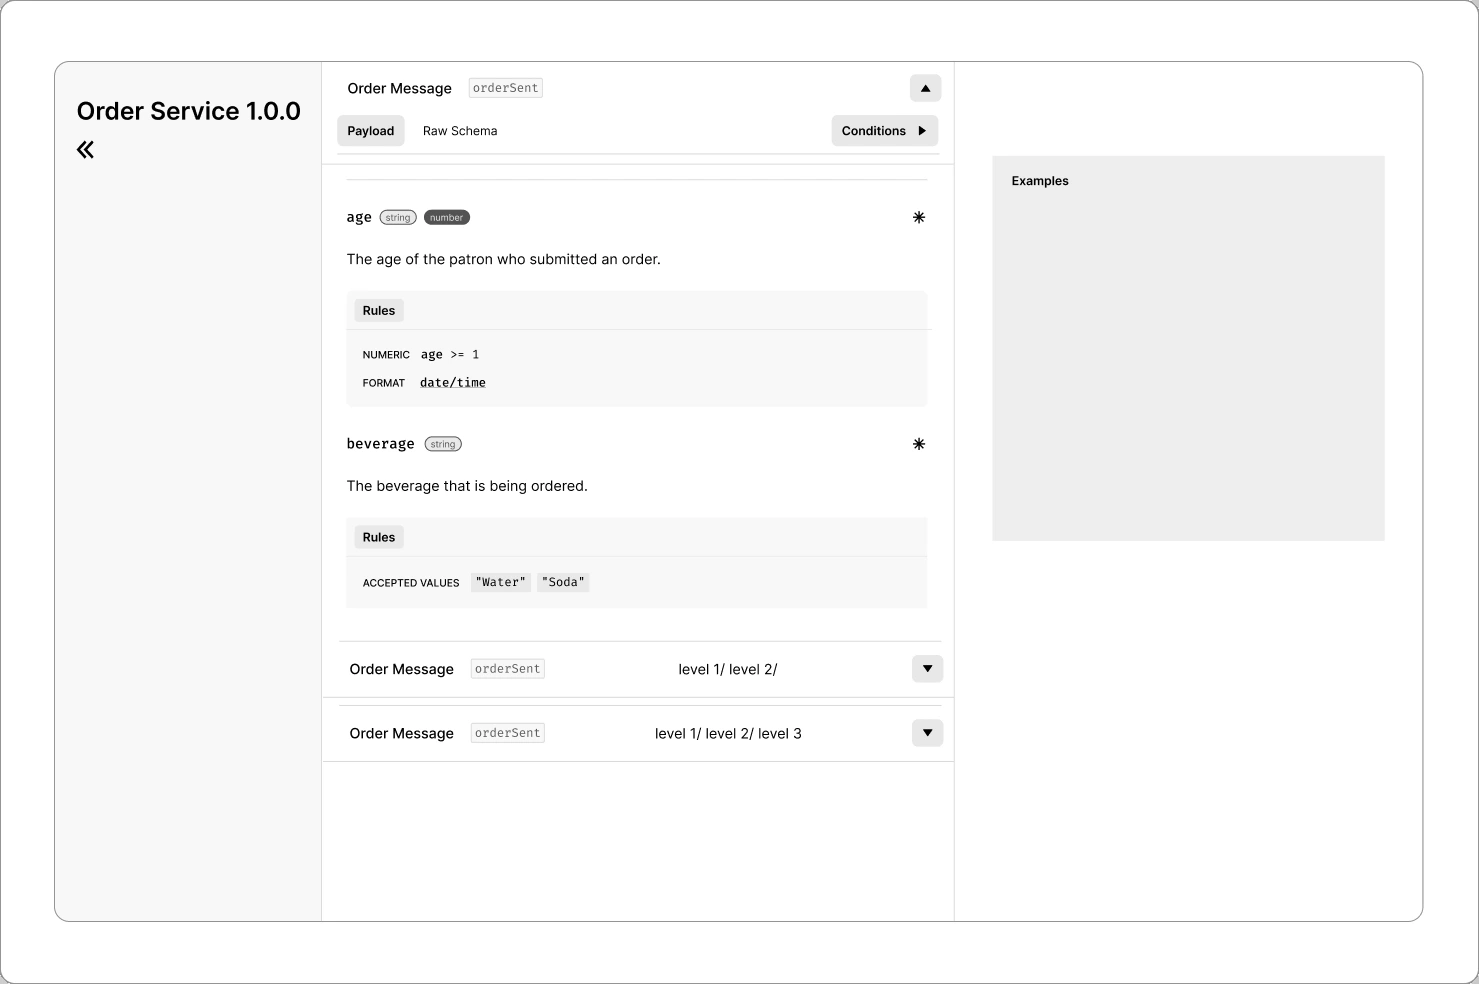 Order Service 1.0.0
Order Message orderSent
Payload Raw Schema Conditions
age string number
The age of the patron who submitted an order.
Rules
NUMERIC age >= 1
FORMAT date/time
beverage string
The beverage that is being ordered.
Rules
ACCEPTED VALUES "Water" "Soda"
Order Message orderSent level 1/ level 2/
Order Message orderSent level 1/ level 2/ level 3
Examples